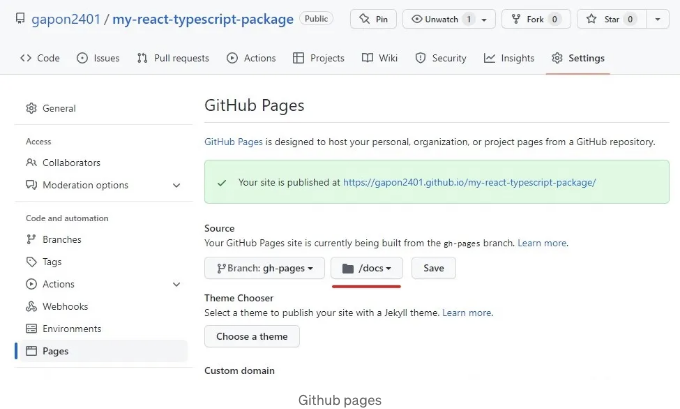 gapon2401 / my-react-typescript-package Public Pin Unwatch 1 Fork 0 Star 0
Code Issues Pull requests Actions Projects Wiki Security Insights Settings
General
Access
Collaborators
Moderation options
Code and automation
Branches
Tags
Actions
Webhooks
Environments
Pages
GitHub Pages
GitHub Pages is designed to host your personal, organization, or project pages from a GitHub repository.
Your site is published at https://gapon2401.github.io/my-react-typescript-package/
Source
Your GitHub Pages site is currently being built from the gh-pages branch. Learn more.
Branch: gh-pages /docs Save
Theme Chooser
Select a theme to publish your site with a Jekyll theme. Learn more.
Choose a theme
Custom domain
Github pages